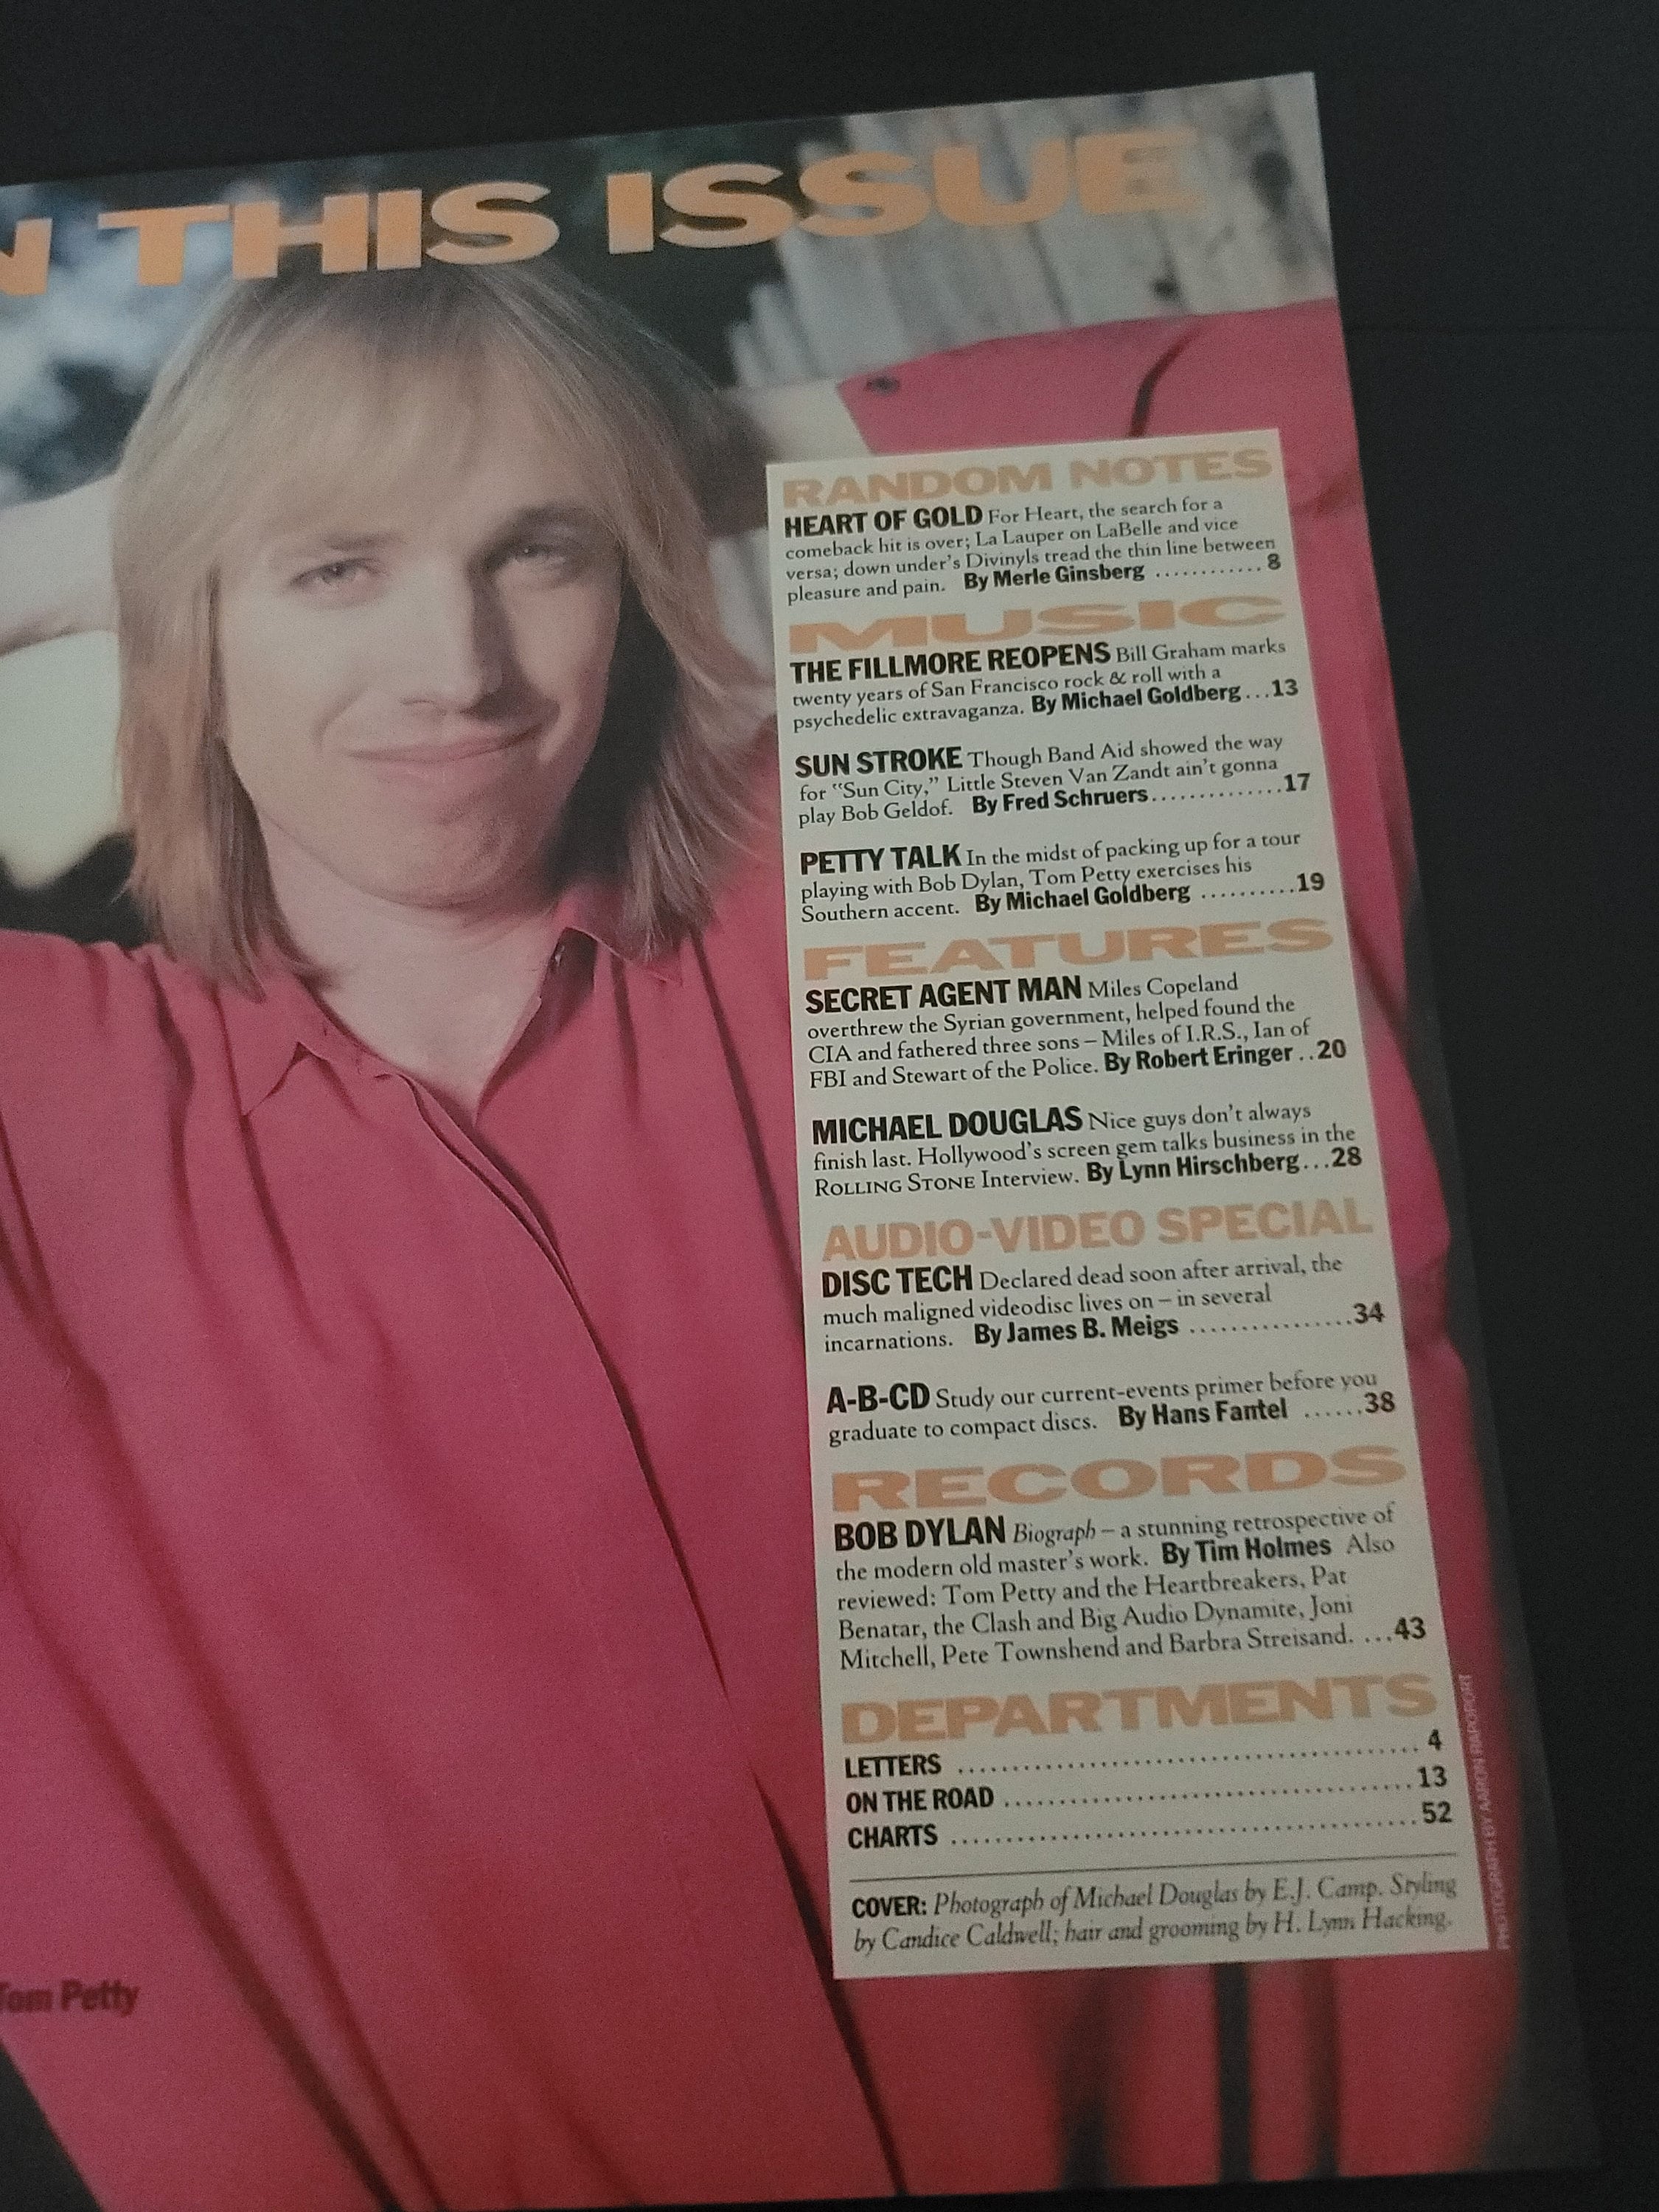 N THIS ISSUE
RANDOM NOTES
HEART OF GOLD For Heart, the search for a
comeback hit is over; La Lauper on LaBelle and vice
versa; down under's Divinyls tread the thin line between
pleasure and pain. By Merle Ginsberg ............8
MUSIC
THE FILLMORE REOPENS Bill Graham marks
twenty years of San Francisco rock & roll with a
psychedelic extravaganza. By Michael Goldberg...13
SUN STROKE Though Band Aid showed the way
for "Sun City," Little Steven Van Zandt ain't gonna
play Bob Geldof. By Fred Schruers..............17
PETTY TALK In the midst of packing up for a tour
playing with Bob Dylan, Tom Petty exercises his
Southern accent. By Michael Goldberg ..........19
FEATURES
SECRET AGENT MAN Miles Copeland
overthrew the Syrian government, helped found the
CIA and fathered three sons – Miles of I.R.S., Ian of
FBI and Stewart of the Police. By Robert Eringer ..20
MICHAEL DOUGLAS Nice guys don't always
finish last. Hollywood's screen gem talks business in the
ROLLING STONE Interview. By Lynn Hirschberg...28
AUDIO-VIDEO SPECIAL
DISC TECH Declared dead soon after arrival, the
much maligned videodisc lives on – in several
incarnations. By James B. Meigs ................34
A-B-CD Study our current-events primer before you
graduate to compact discs. By Hans Fantel ......38
RECORDS
BOB DYLAN Biograph – a stunning retrospective of
the modern old master's work. By Tim Holmes Also
reviewed: Tom Petty and the Heartbreakers, Pat
Benatar, the Clash and Big Audio Dynamite, Joni
Mitchell, Pete Townshend and Barbra Streisand. ...43
DEPARTMENTS
LETTERS ........................................ 4
ON THE ROAD ...................................13
CHARTS ........................................52
COVER: Photograph of Michael Douglas by E.J. Camp. Styling
by Candice Caldwell; hair and grooming by H. Lynn Hacking.
PHOTOGRAPH BY AARON RAPOPORT
Tom Petty